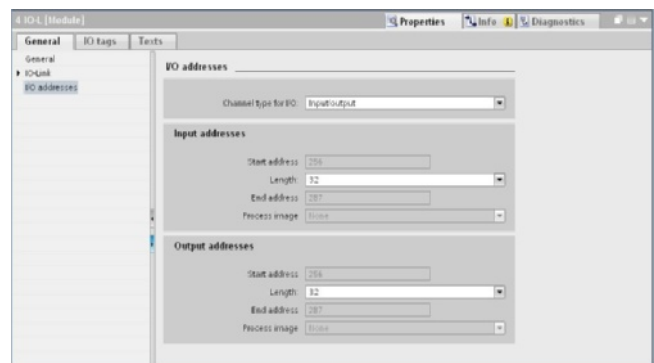 4 IO-L [Module]
Properties
Info
Diagnostics
General
IO tags
Texts
General
IO-Link
I/O addresses
I/O addresses
Channel type for I/O:
Input/output
Input addresses
Start address
256
Length:
32
End address
287
Process image
None
Output addresses
Start address
256
Length:
32
End address
287
Process image
None